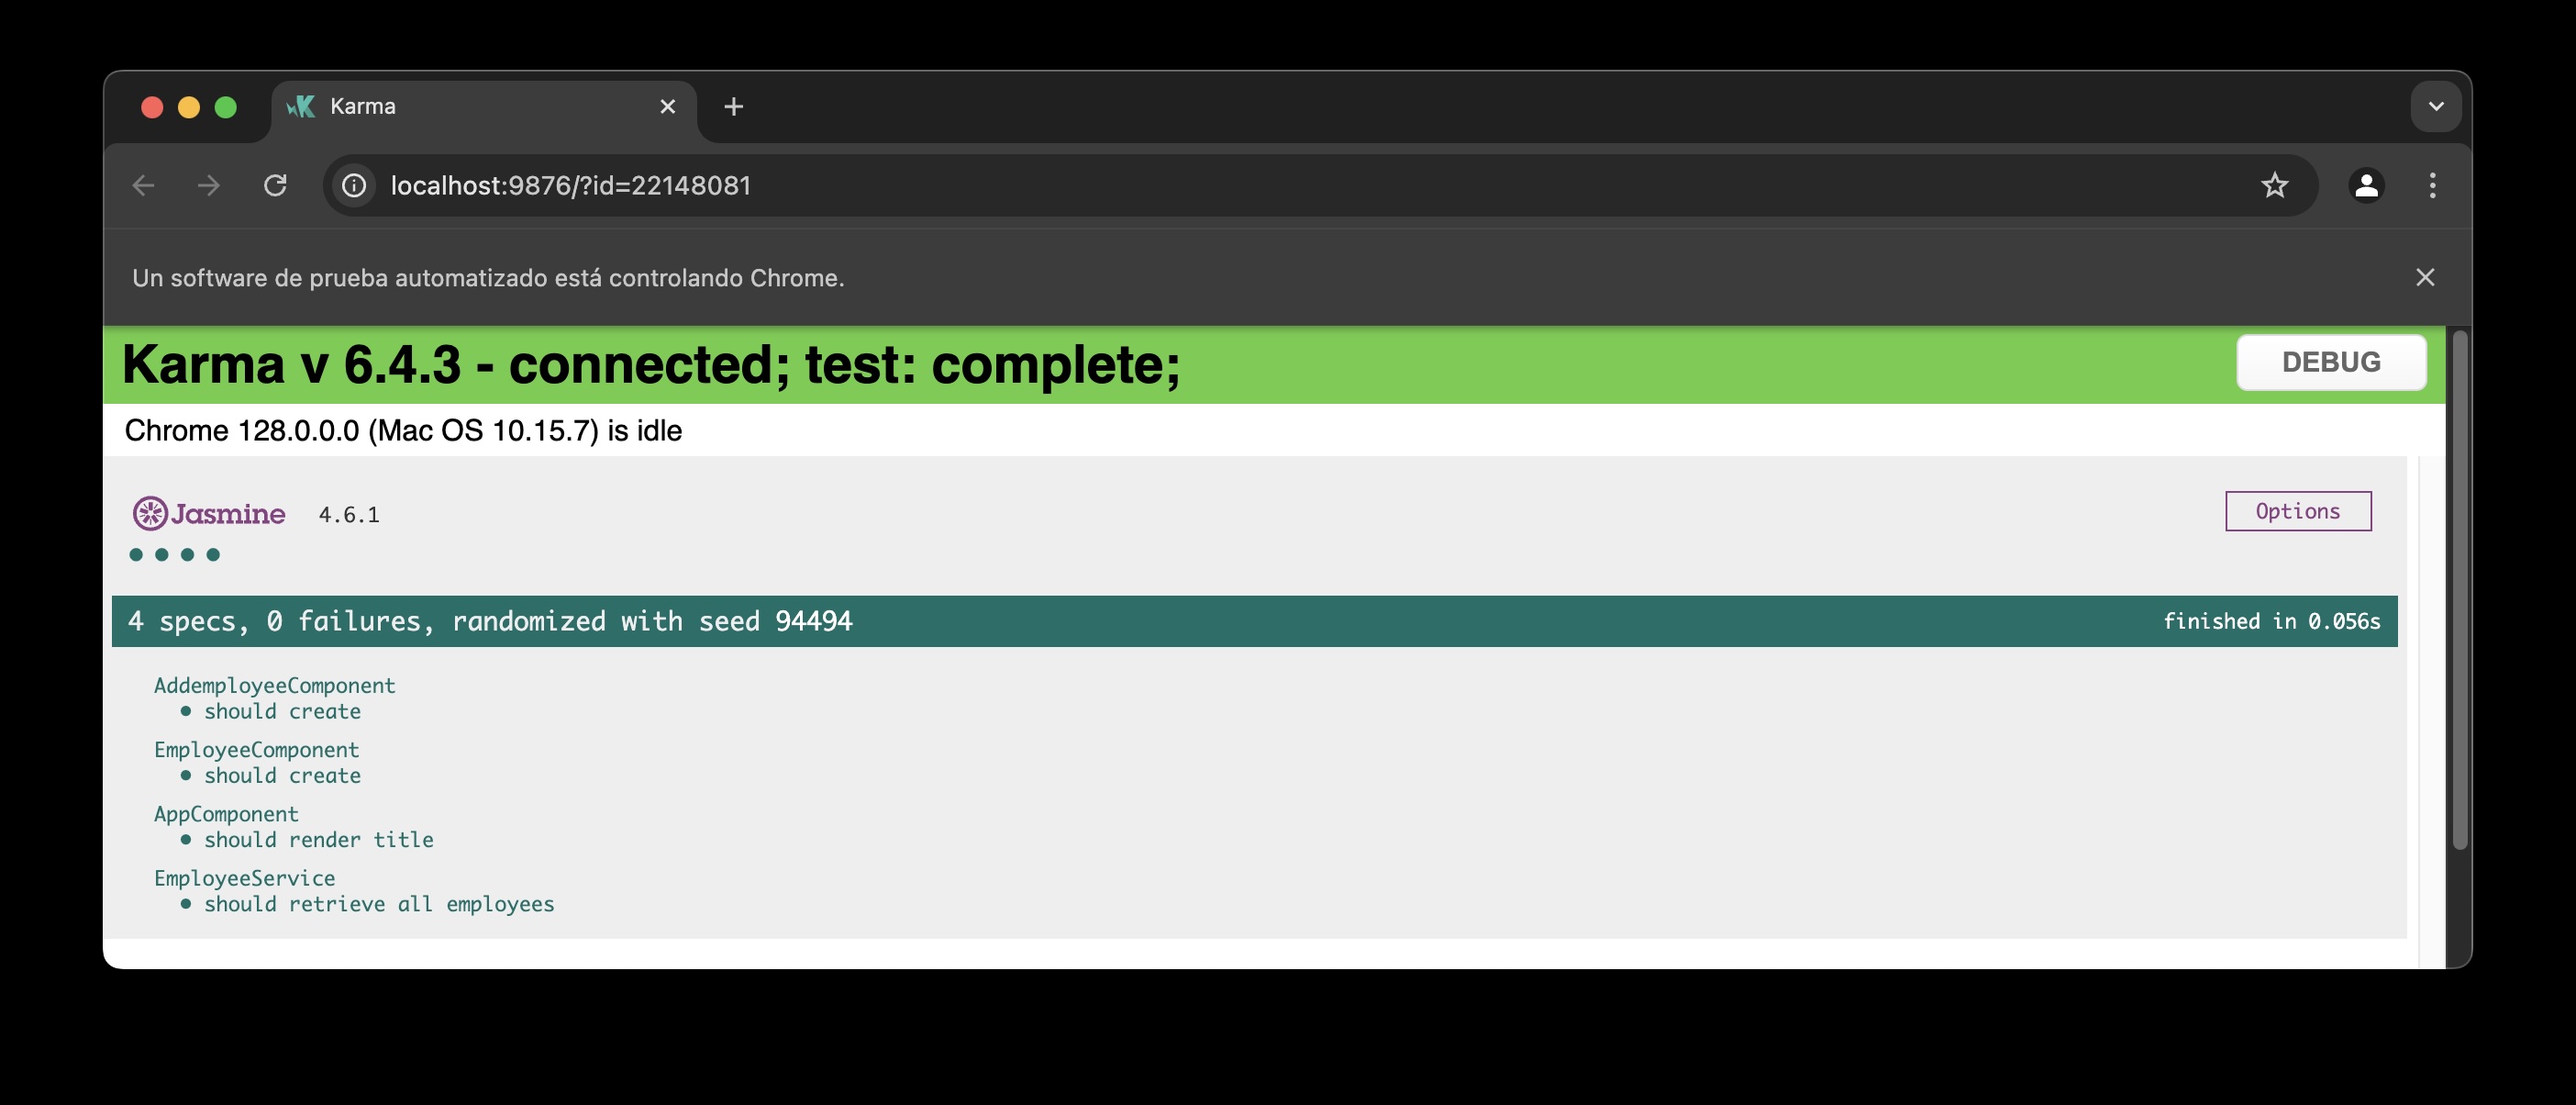 Karma
localhost:9876/?id=22148081
Un software de prueba automatizado está controlando Chrome.
Karma v 6.4.3 - connected; test: complete;
DEBUG
Chrome 128.0.0.0 (Mac OS 10.15.7) is idle
Jasmine 4.6.1
Options
4 specs, 0 failures, randomized with seed 94494
finished in 0.056s
AddemployeeComponent
• should create
EmployeeComponent
• should create
AppComponent
• should render title
EmployeeService
• should retrieve all employees